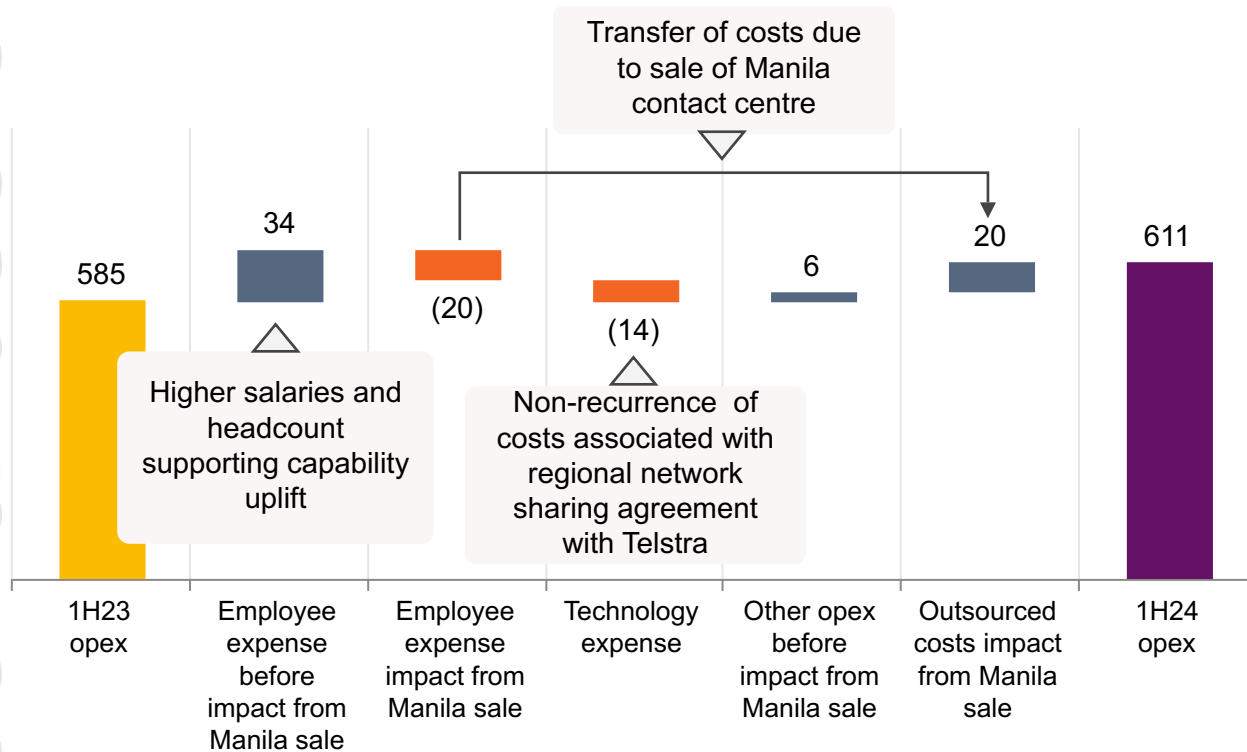 Transfer of costs due
to sale of Manila
contact centre
585
34
(20)
(14)
6
20
611
Higher salaries and
headcount
supporting capability
uplift
Non-recurrence of
costs associated with
regional network
sharing agreement
with Telstra
1H23
opex
Employee
expense
before
impact from
Manila sale
Employee
expense
impact from
Manila sale
Technology
expense
Other opex
before
impact from
Manila sale
Outsourced
costs impact
from Manila
sale
1H24
opex